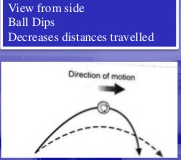 View from side
Ball Dips
Decreases distances travelled
Direction of motion